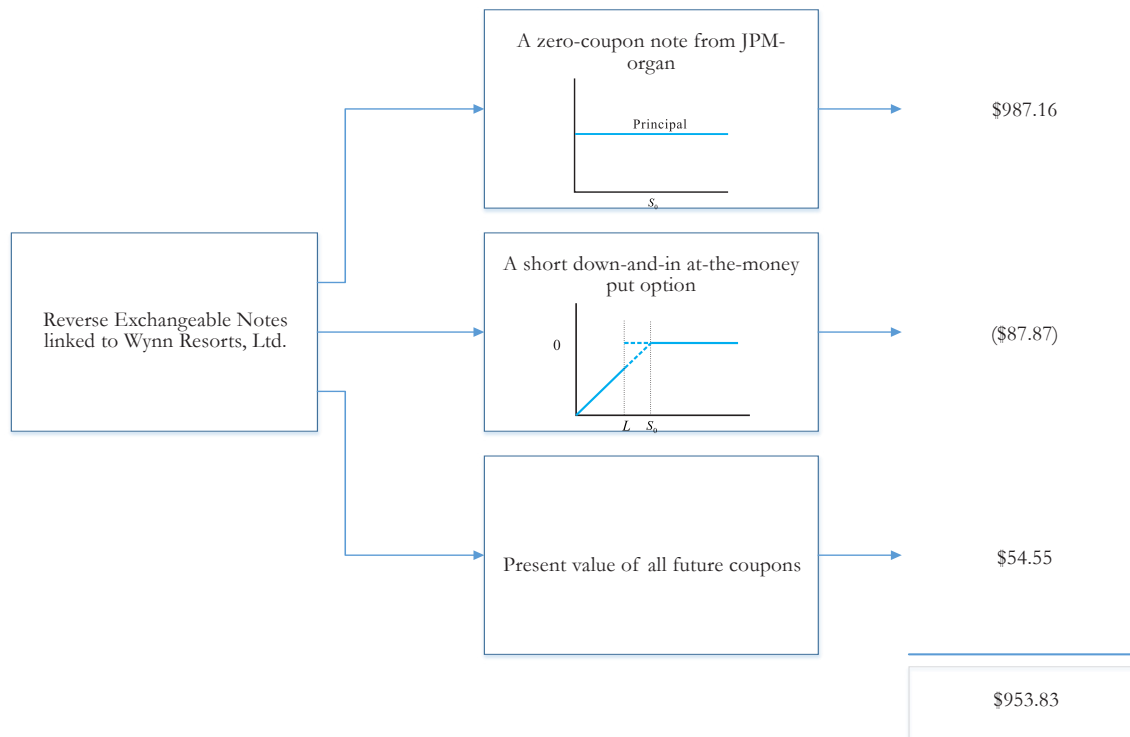 A zero-coupon note from JPM-
organ
Principal
S₀
$987.16
Reverse Exchangeable Notes
linked to Wynn Resorts, Ltd.
A short down-and-in at-the-money
put option
0
L S₀
($87.87)
Present value of all future coupons
$54.55
$953.83